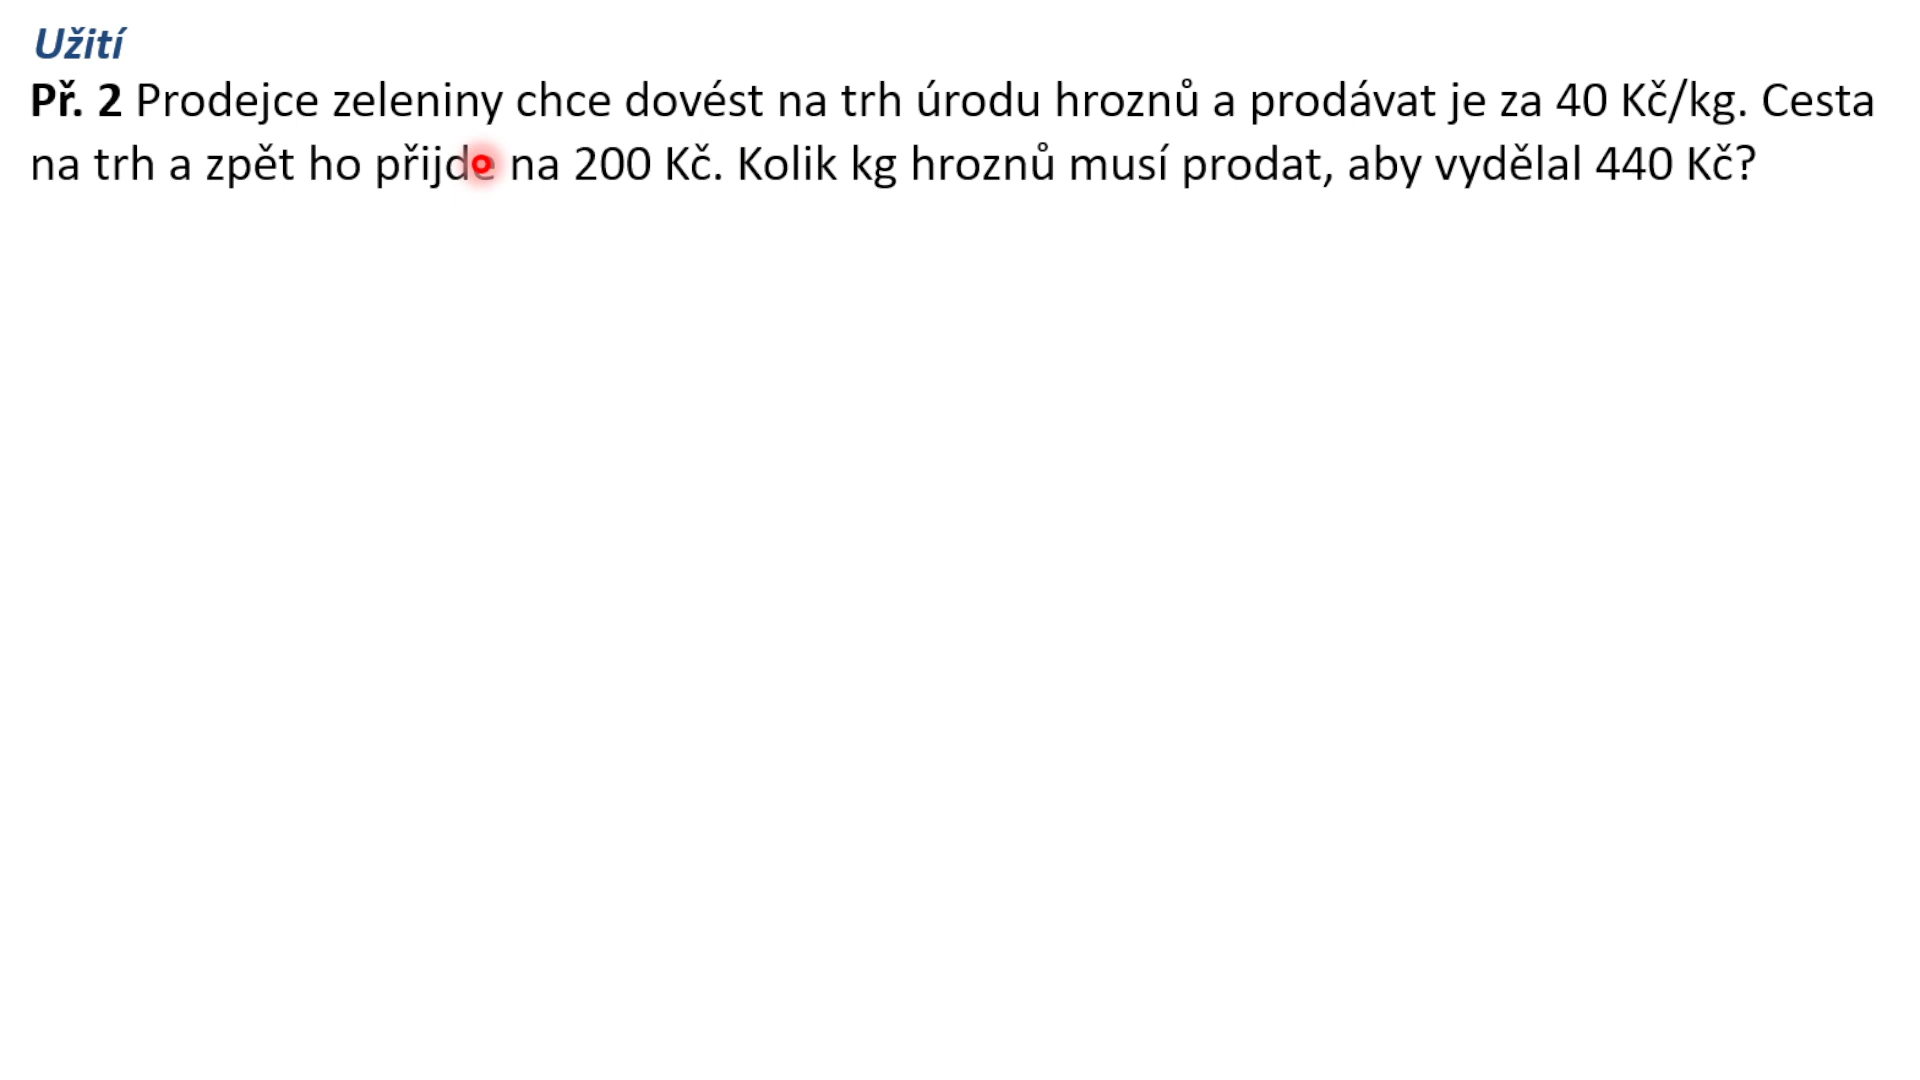 Užití
Př. 2 Prodejce zeleniny chce dovést na trh úrodu hroznů a prodávat je za 40 Kč/kg. Cesta
na trh a zpět ho přijde na 200 Kč. Kolik kg hroznů musí prodat, aby vydělal 440 Kč?